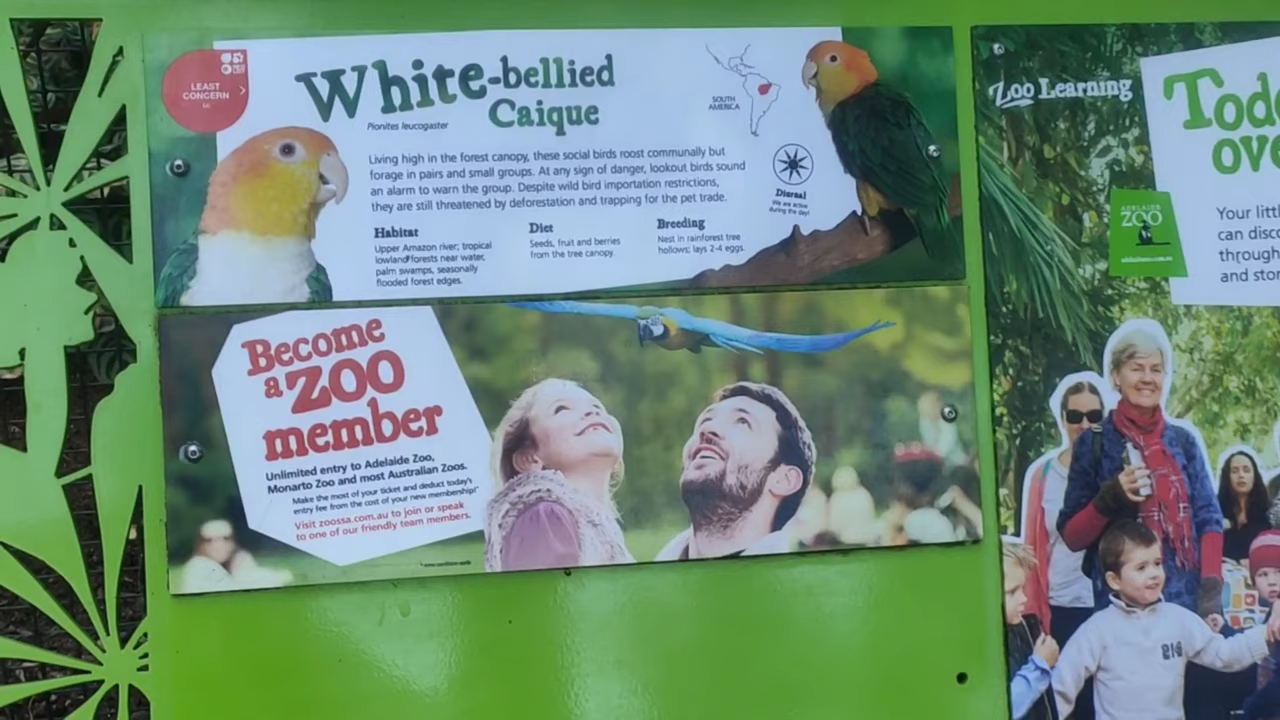 LEAST
CONCERN
LC
White-bellied
Caique
Pionites leucogaster
SOUTH
AMERICA
Living high in the forest canopy, these social birds roost communally but
forage in pairs and small groups. At any sign of danger, lookout birds sound
an alarm to warn the group. Despite wild bird importation restrictions,
they are still threatened by deforestation and trapping for the pet trade.
Diurnal
We are active
during the day!
Habitat
Upper Amazon river; tropical
lowland forests near water,
palm swamps, seasonally
flooded forest edges.
Diet
Seeds, fruit and berries
from the tree canopy.
Breeding
Nest in rainforest tree
hollows; lays 2-4 eggs.
Become
a ZOO
member
Unlimited entry to Adelaide Zoo,
Monarto Zoo and most Australian Zoos.
Make the most of your ticket and deduct today's
entry fee from the cost of your new membership!*
Visit zoossa.com.au to join or speak
to one of our friendly team members.
Zoo Learning
Tod
ove
ADELAIDE
ZOO
Your littl
can disco
through
and stor